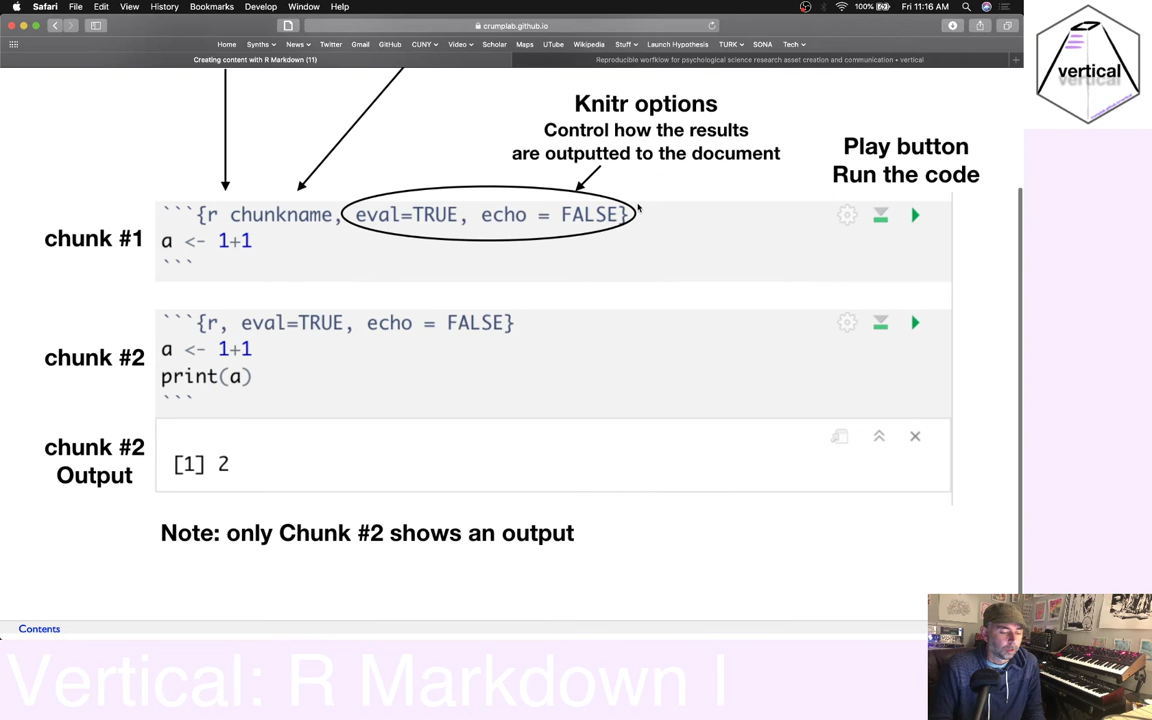 Safari File Edit View History Bookmarks Develop Window Help
100% Fri 11:16 AM
crumplab.github.io
Home Synths News Twitter Gmail GitHub CUNY Video Scholar Maps UTube Wikipedia Stuff Launch Hypothesis TURK SONA Tech
Creating content with R Markdown (11)
Reproducible worfklow for psychological science research asset creation and communication • vertical
vertical
Knitr options
Control how the results
are outputted to the document
Play button
Run the code
chunk #1
```{r chunkname, eval=TRUE, echo = FALSE}
a <- 1+1
```
chunk #2
```{r, eval=TRUE, echo = FALSE}
a <- 1+1
print(a)
```
chunk #2
Output
[1] 2
Note: only Chunk #2 shows an output
Contents
Vertical: R Markdown I